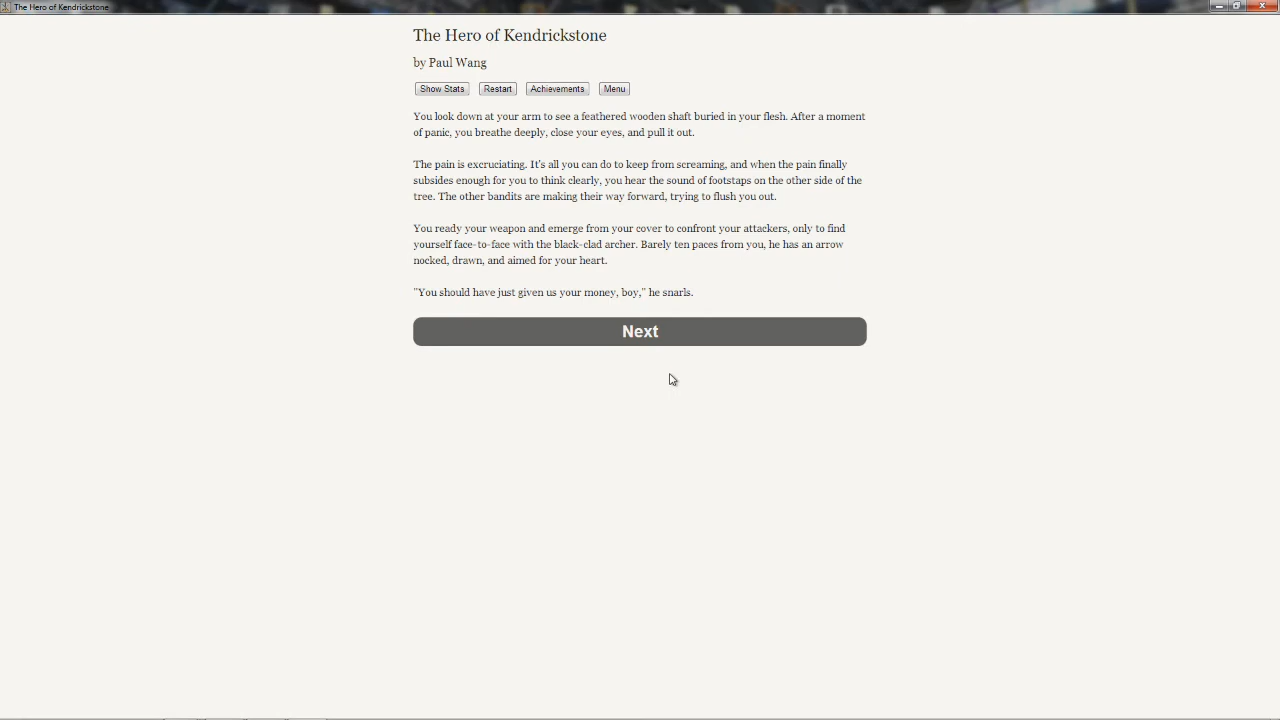 The Hero of Kendrickstone
The Hero of Kendrickstone
by Paul Wang
Show Stats Restart Achievements Menu
You look down at your arm to see a feathered wooden shaft buried in your flesh. After a moment
of panic, you breathe deeply, close your eyes, and pull it out.
The pain is excruciating. It's all you can do to keep from screaming, and when the pain finally
subsides enough for you to think clearly, you hear the sound of footstaps on the other side of the
tree. The other bandits are making their way forward, trying to flush you out.
You ready your weapon and emerge from your cover to confront your attackers, only to find
yourself face-to-face with the black-clad archer. Barely ten paces from you, he has an arrow
nocked, drawn, and aimed for your heart.
"You should have just given us your money, boy," he snarls.
Next